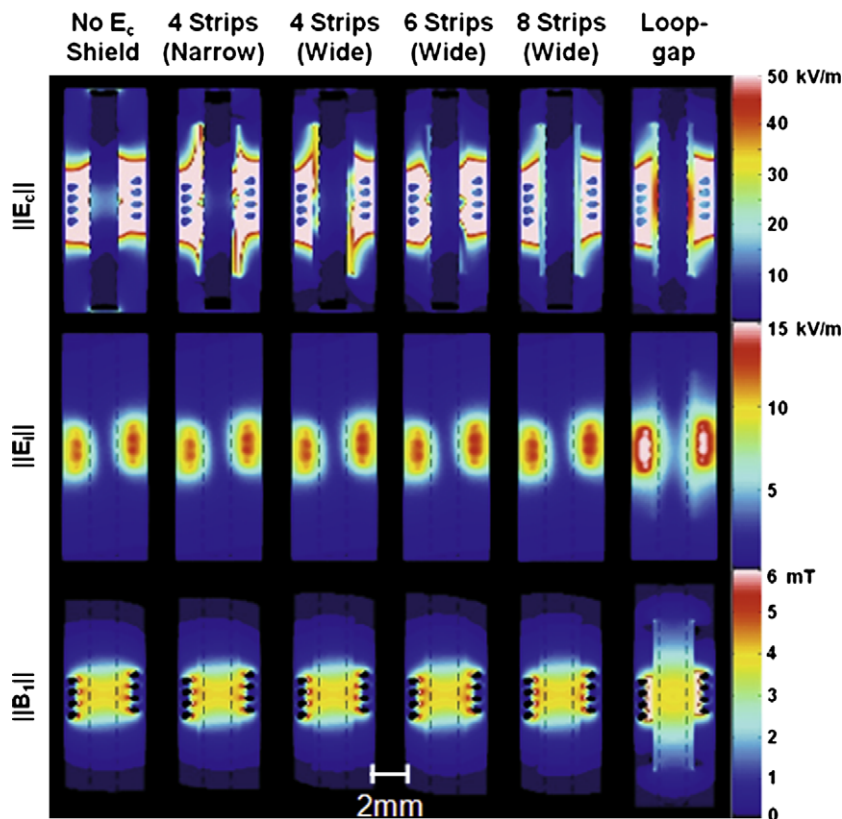 No Ec Shield
4 Strips (Narrow)
4 Strips (Wide)
6 Strips (Wide)
8 Strips (Wide)
Loop-gap
||Ec||
50 kV/m
40
30
20
10
||Ei||
15 kV/m
10
5
||B1||
6 mT
5
4
3
2
1
0
2mm